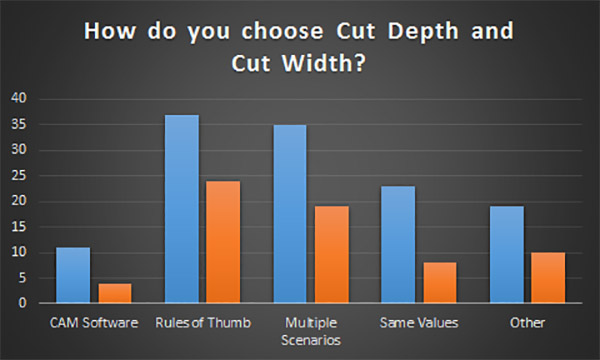 How do you choose Cut Depth and
Cut Width?
40
35
30
25
20
15
10
5
0
CAM Software
Rules of Thumb
Multiple
Scenarios
Same Values
Other